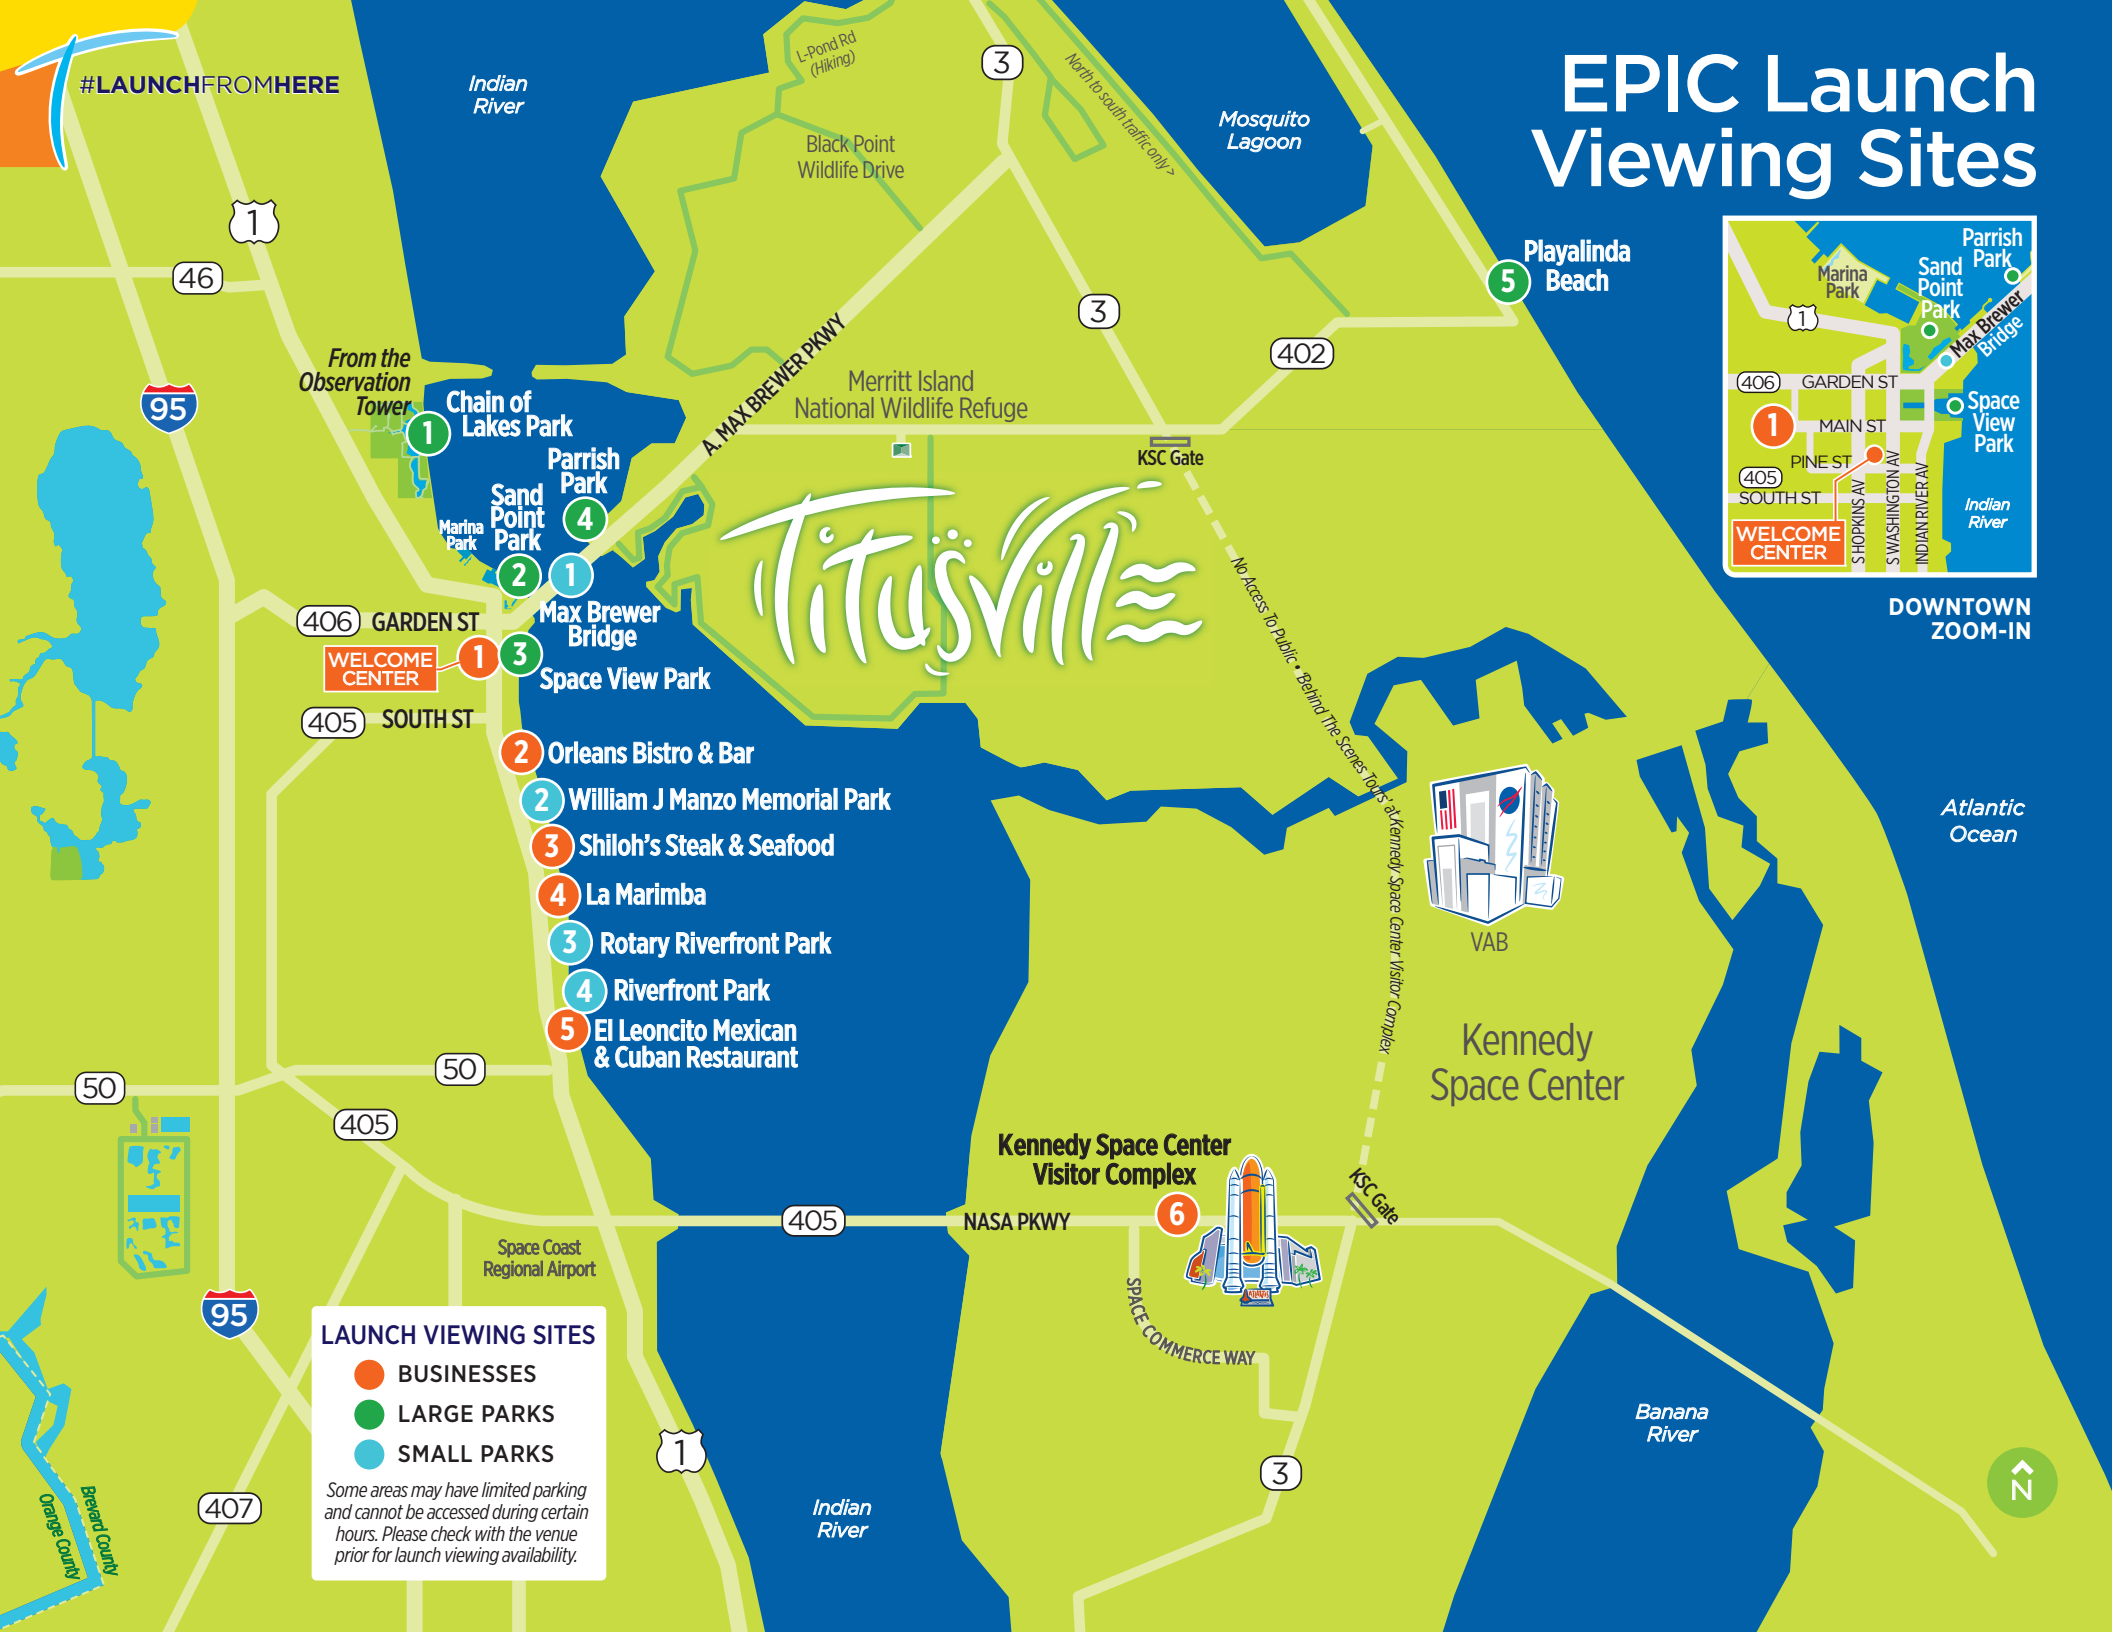 #LAUNCHFROMHERE
EPIC Launch
Viewing Sites
Indian
River
L-Pond Rd
(Hiking)
3
North to south traffic only >
Mosquito
Lagoon
Black Point
Wildlife Drive
1
46
95
Playalinda
Beach
5
3
402
A. MAX BREWER PKWY
Merritt Island
National Wildlife Refuge
KSC Gate
From the
Observation
Tower
1
Chain of
Lakes Park
Parrish
Park
4
Sand
Point
Park
2
Marina
Park
1
Max Brewer
Bridge
406
GARDEN ST
WELCOME
CENTER
1
3
Space View Park
405
SOUTH ST
Titusville
2
Orleans Bistro & Bar
2
William J Manzo Memorial Park
3
Shiloh's Steak & Seafood
4
La Marimba
3
Rotary Riverfront Park
4
Riverfront Park
5
El Leoncito Mexican
& Cuban Restaurant
No Access To Public • 'Behind The Scenes Tours' at Kennedy Space Center Visitor Complex
Parrish
Park
Marina
Park
Sand
Point
Park
Max Brewer
Bridge
1
406
GARDEN ST
1
MAIN ST
Space
View
Park
PINE ST
405
SOUTH ST
Indian
River
WELCOME
CENTER
S HOPKINS AV
S WASHINGTON AV
INDIAN RIVER AV
DOWNTOWN
ZOOM-IN
Atlantic
Ocean
VAB
Kennedy
Space Center
50
50
405
Kennedy Space Center
Visitor Complex
6
405
NASA PKWY
KSC Gate
ATLANTIS
SPACE COMMERCE WAY
Space Coast
Regional Airport
95
LAUNCH VIEWING SITES
BUSINESSES
LARGE PARKS
SMALL PARKS
Some areas may have limited parking
and cannot be accessed during certain
hours. Please check with the venue
prior for launch viewing availability.
1
3
407
Indian
River
Banana
River
Brevard County
Orange County
N